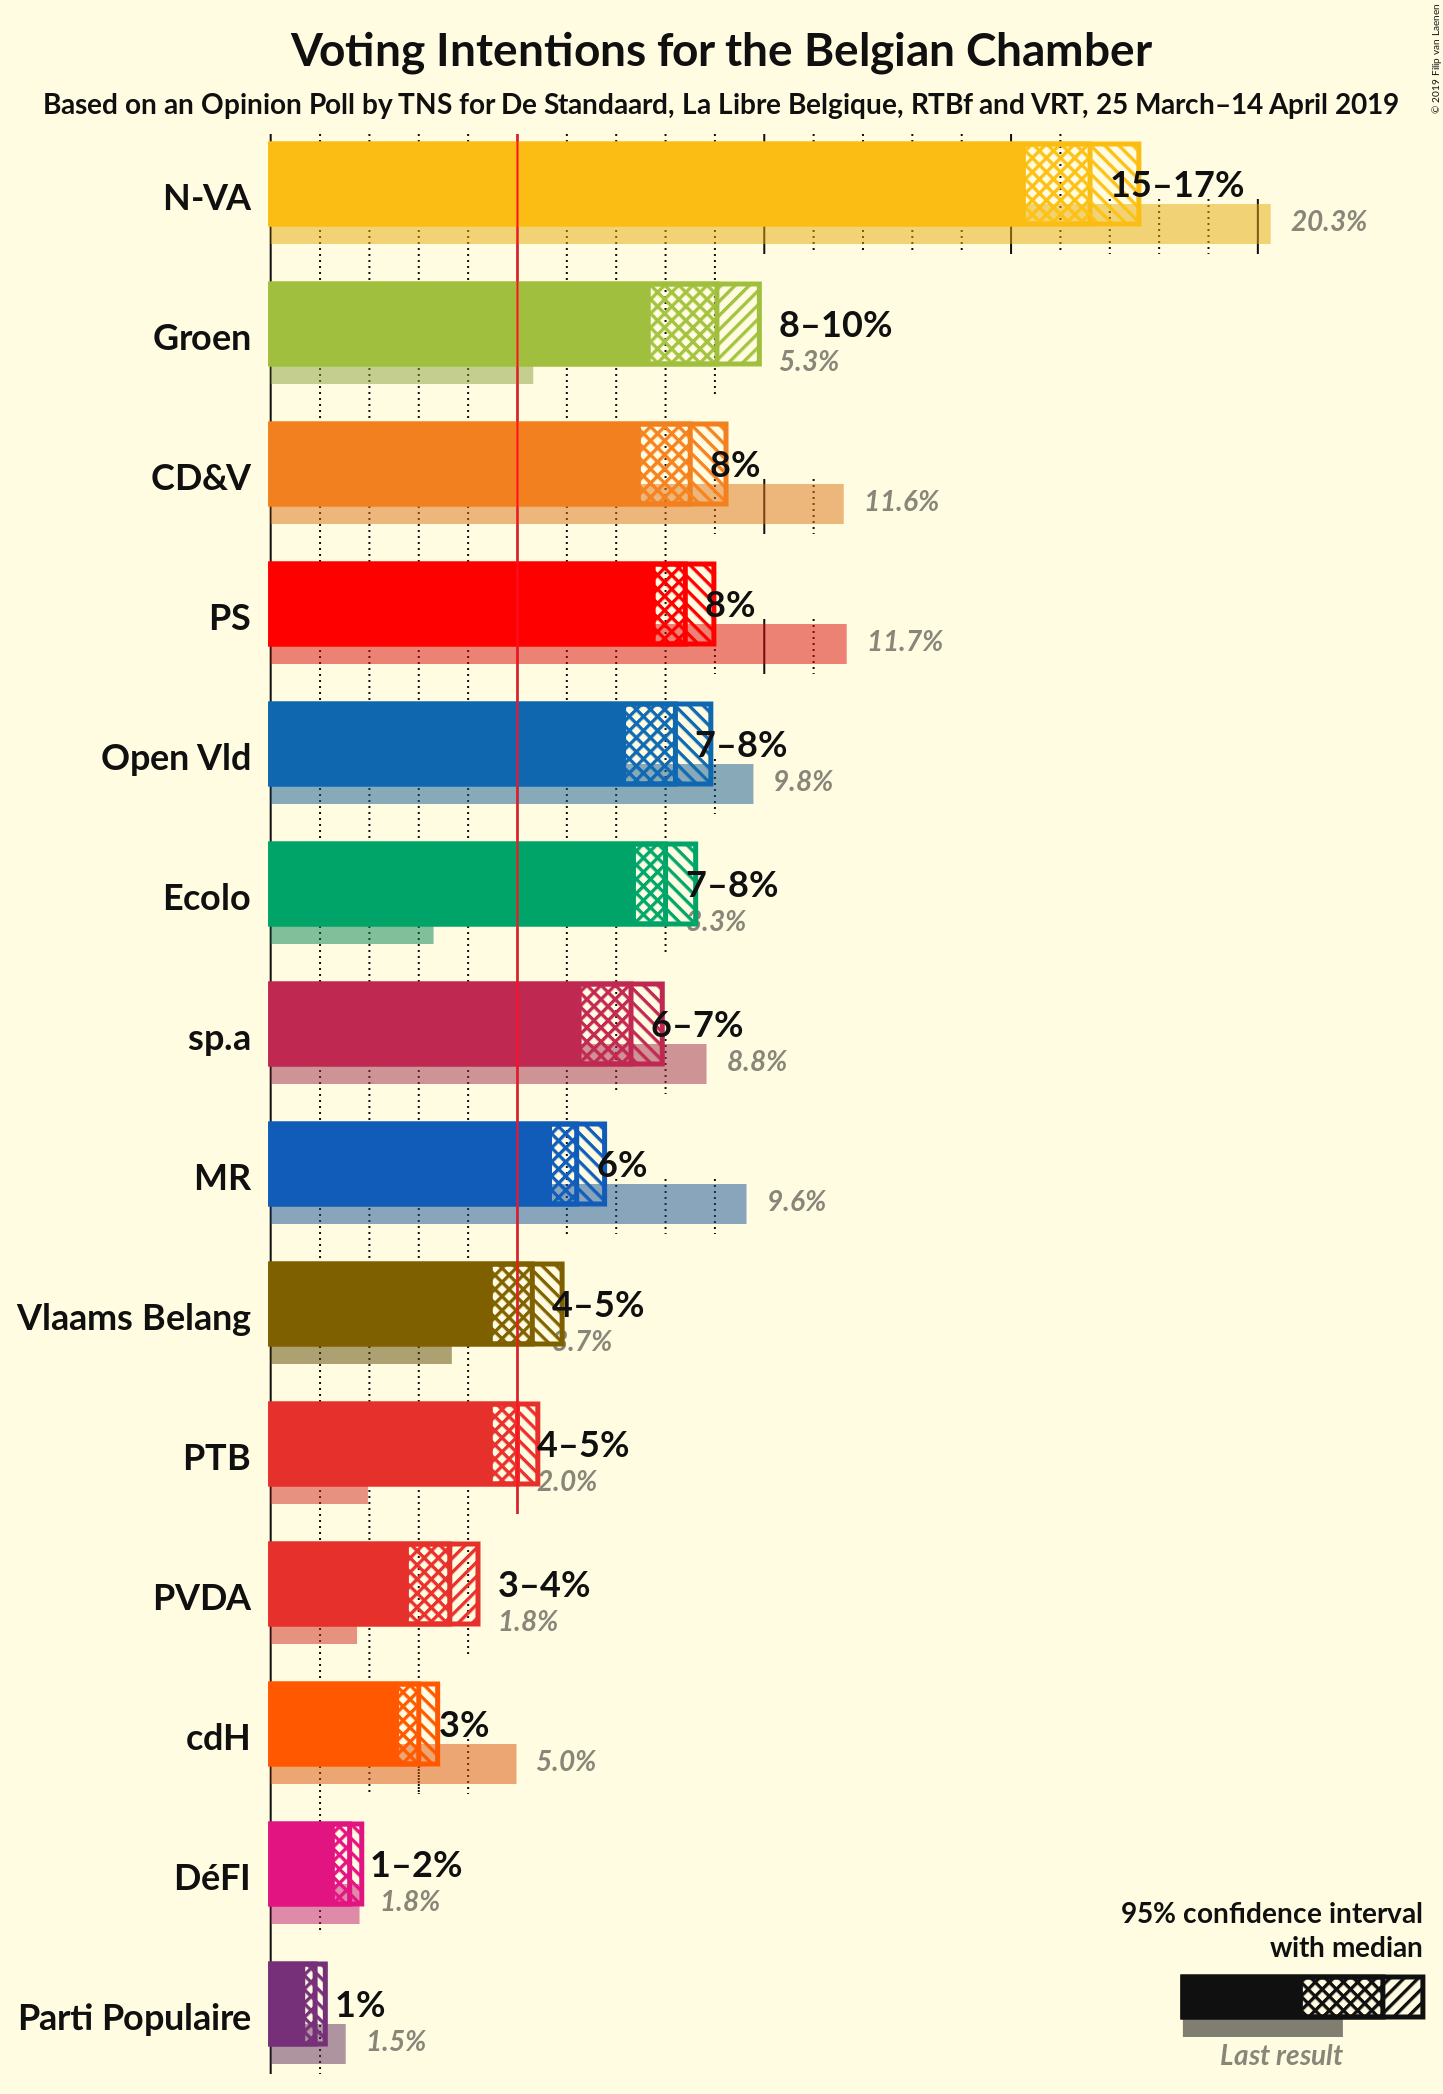 © 2019 Filip van Laenen
Voting Intentions for the Belgian Chamber
Based on an Opinion Poll by TNS for De Standaard, La Libre Belgique, RTBf and VRT, 25 March–14 April 2019
N-VA
15–17%
20.3%
Groen
8–10%
5.3%
CD&V
8%
11.6%
PS
8%
11.7%
Open Vld
7–8%
9.8%
Ecolo
7–8%
3.3%
sp.a
6–7%
8.8%
MR
6%
9.6%
Vlaams Belang
4–5%
3.7%
PTB
4–5%
2.0%
PVDA
3–4%
1.8%
cdH
3%
5.0%
DéFI
1–2%
1.8%
Parti Populaire
1%
1.5%
95% confidence interval
with median
Last result